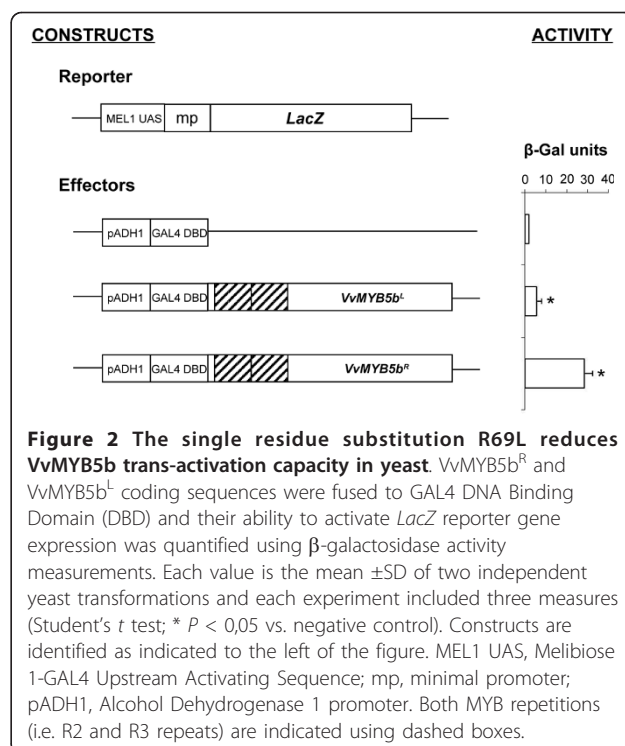 CONSTRUCTS ACTIVITY
Reporter
MEL1 UAS mp LacZ
β-Gal units
0 10 20 30 40
Effectors
pADH1 GAL4 DBD
pADH1 GAL4 DBD VvMYB5bᴸ *
pADH1 GAL4 DBD VvMYB5bᴿ *
Figure 2 The single residue substitution R69L reduces
VvMYB5b trans-activation capacity in yeast. VvMYB5bᴿ and
VvMYB5bᴸ coding sequences were fused to GAL4 DNA Binding
Domain (DBD) and their ability to activate LacZ reporter gene
expression was quantified using β-galactosidase activity
measurements. Each value is the mean ±SD of two independent
yeast transformations and each experiment included three measures
(Student's t test; * P < 0,05 vs. negative control). Constructs are
identified as indicated to the left of the figure. MEL1 UAS, Melibiose
1-GAL4 Upstream Activating Sequence; mp, minimal promoter;
pADH1, Alcohol Dehydrogenase 1 promoter. Both MYB repetitions
(i.e. R2 and R3 repeats) are indicated using dashed boxes.